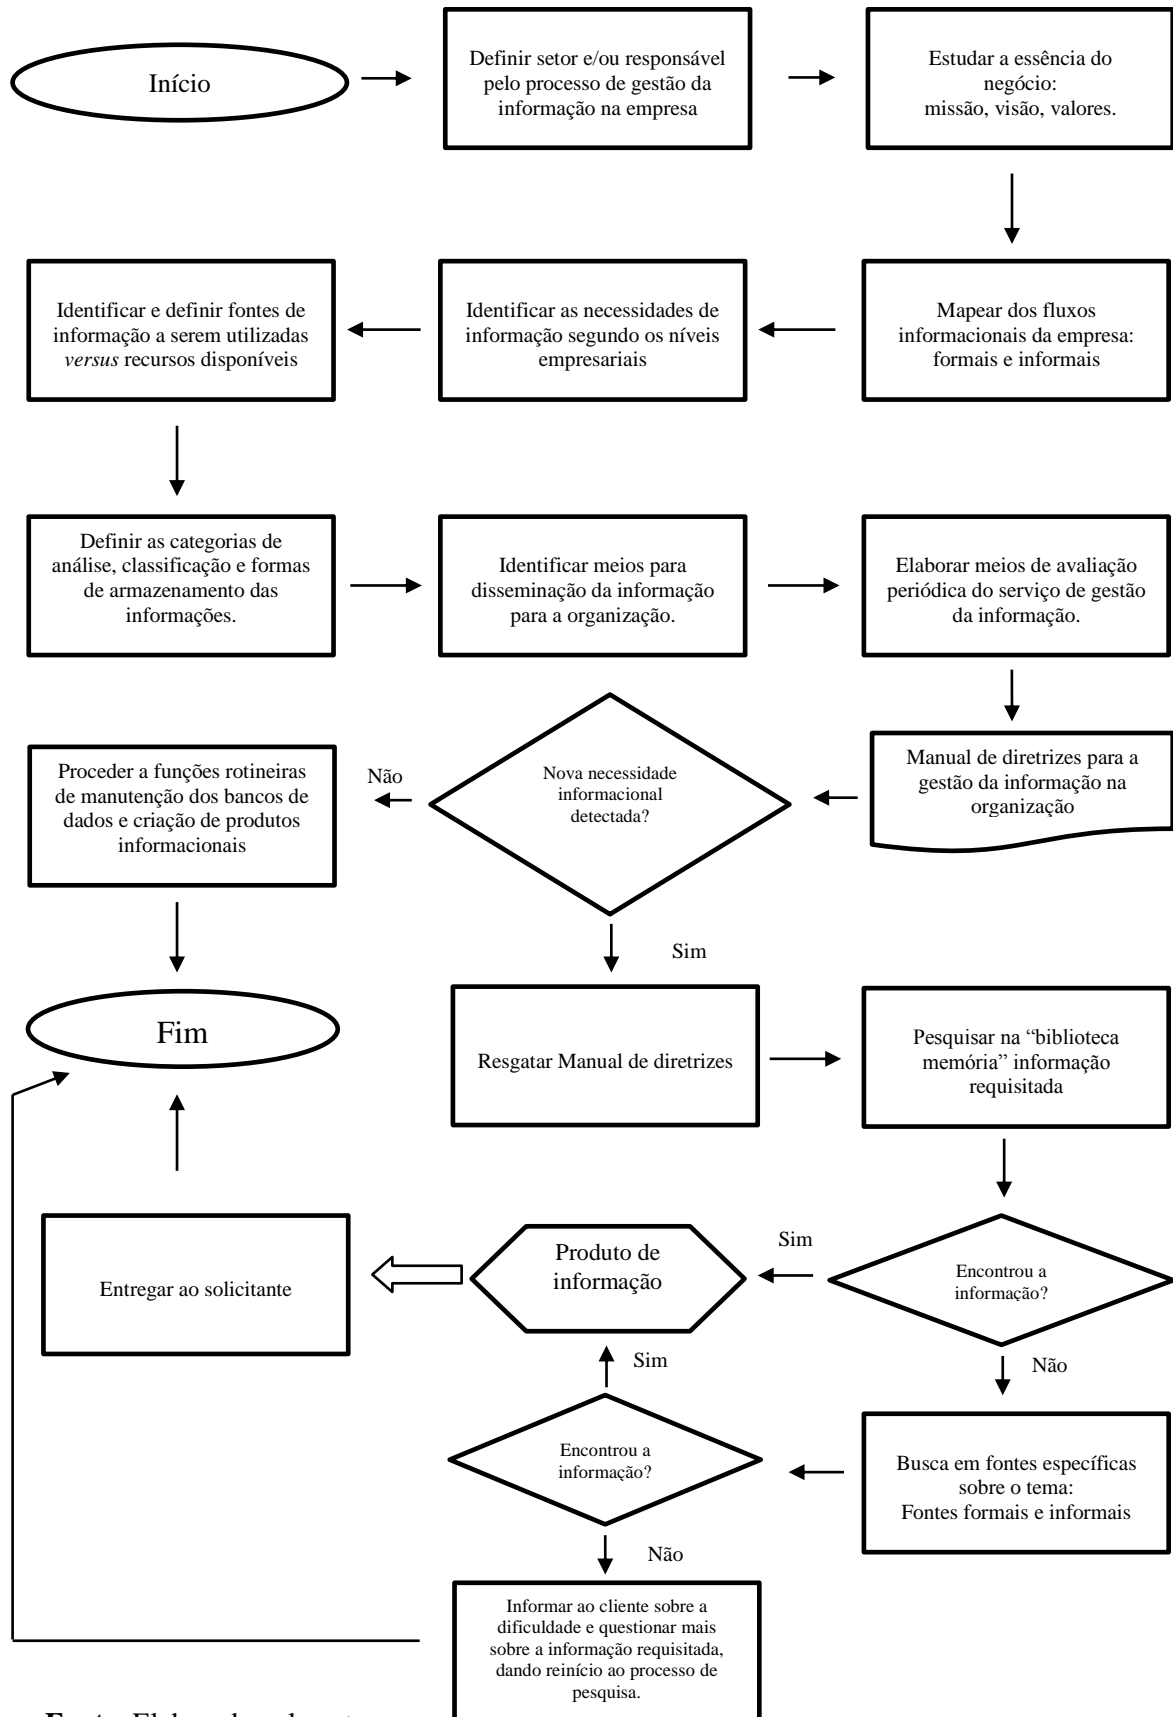 Início
Definir setor e/ou responsável
pelo processo de gestão da
informação na empresa
Estudar a essência do
negócio:
missão, visão, valores.
Mapear dos fluxos
informacionais da empresa:
formais e informais
Identificar as necessidades de
informação segundo os níveis
empresariais
Identificar e definir fontes de
informação a serem utilizadas
versus recursos disponíveis
Definir as categorias de
análise, classificação e formas
de armazenamento das
informações.
Identificar meios para
disseminação da informação
para a organização.
Elaborar meios de avaliação
periódica do serviço de gestão
da informação.
Manual de diretrizes para a
gestão da informação na
organização
Nova necessidade
informacional
detectada?
Não
Proceder a funções rotineiras
de manutenção dos bancos de
dados e criação de produtos
informacionais
Sim
Fim
Resgatar Manual de diretrizes
Pesquisar na “biblioteca
memória” informação
requisitada
Encontrou a
informação?
Sim
Produto de
informação
Entregar ao solicitante
Não
Busca em fontes específicas
sobre o tema:
Fontes formais e informais
Encontrou a
informação?
Sim
Não
Informar ao cliente sobre a
dificuldade e questionar mais
sobre a informação requisitada,
dando reinício ao processo de
pesquisa.